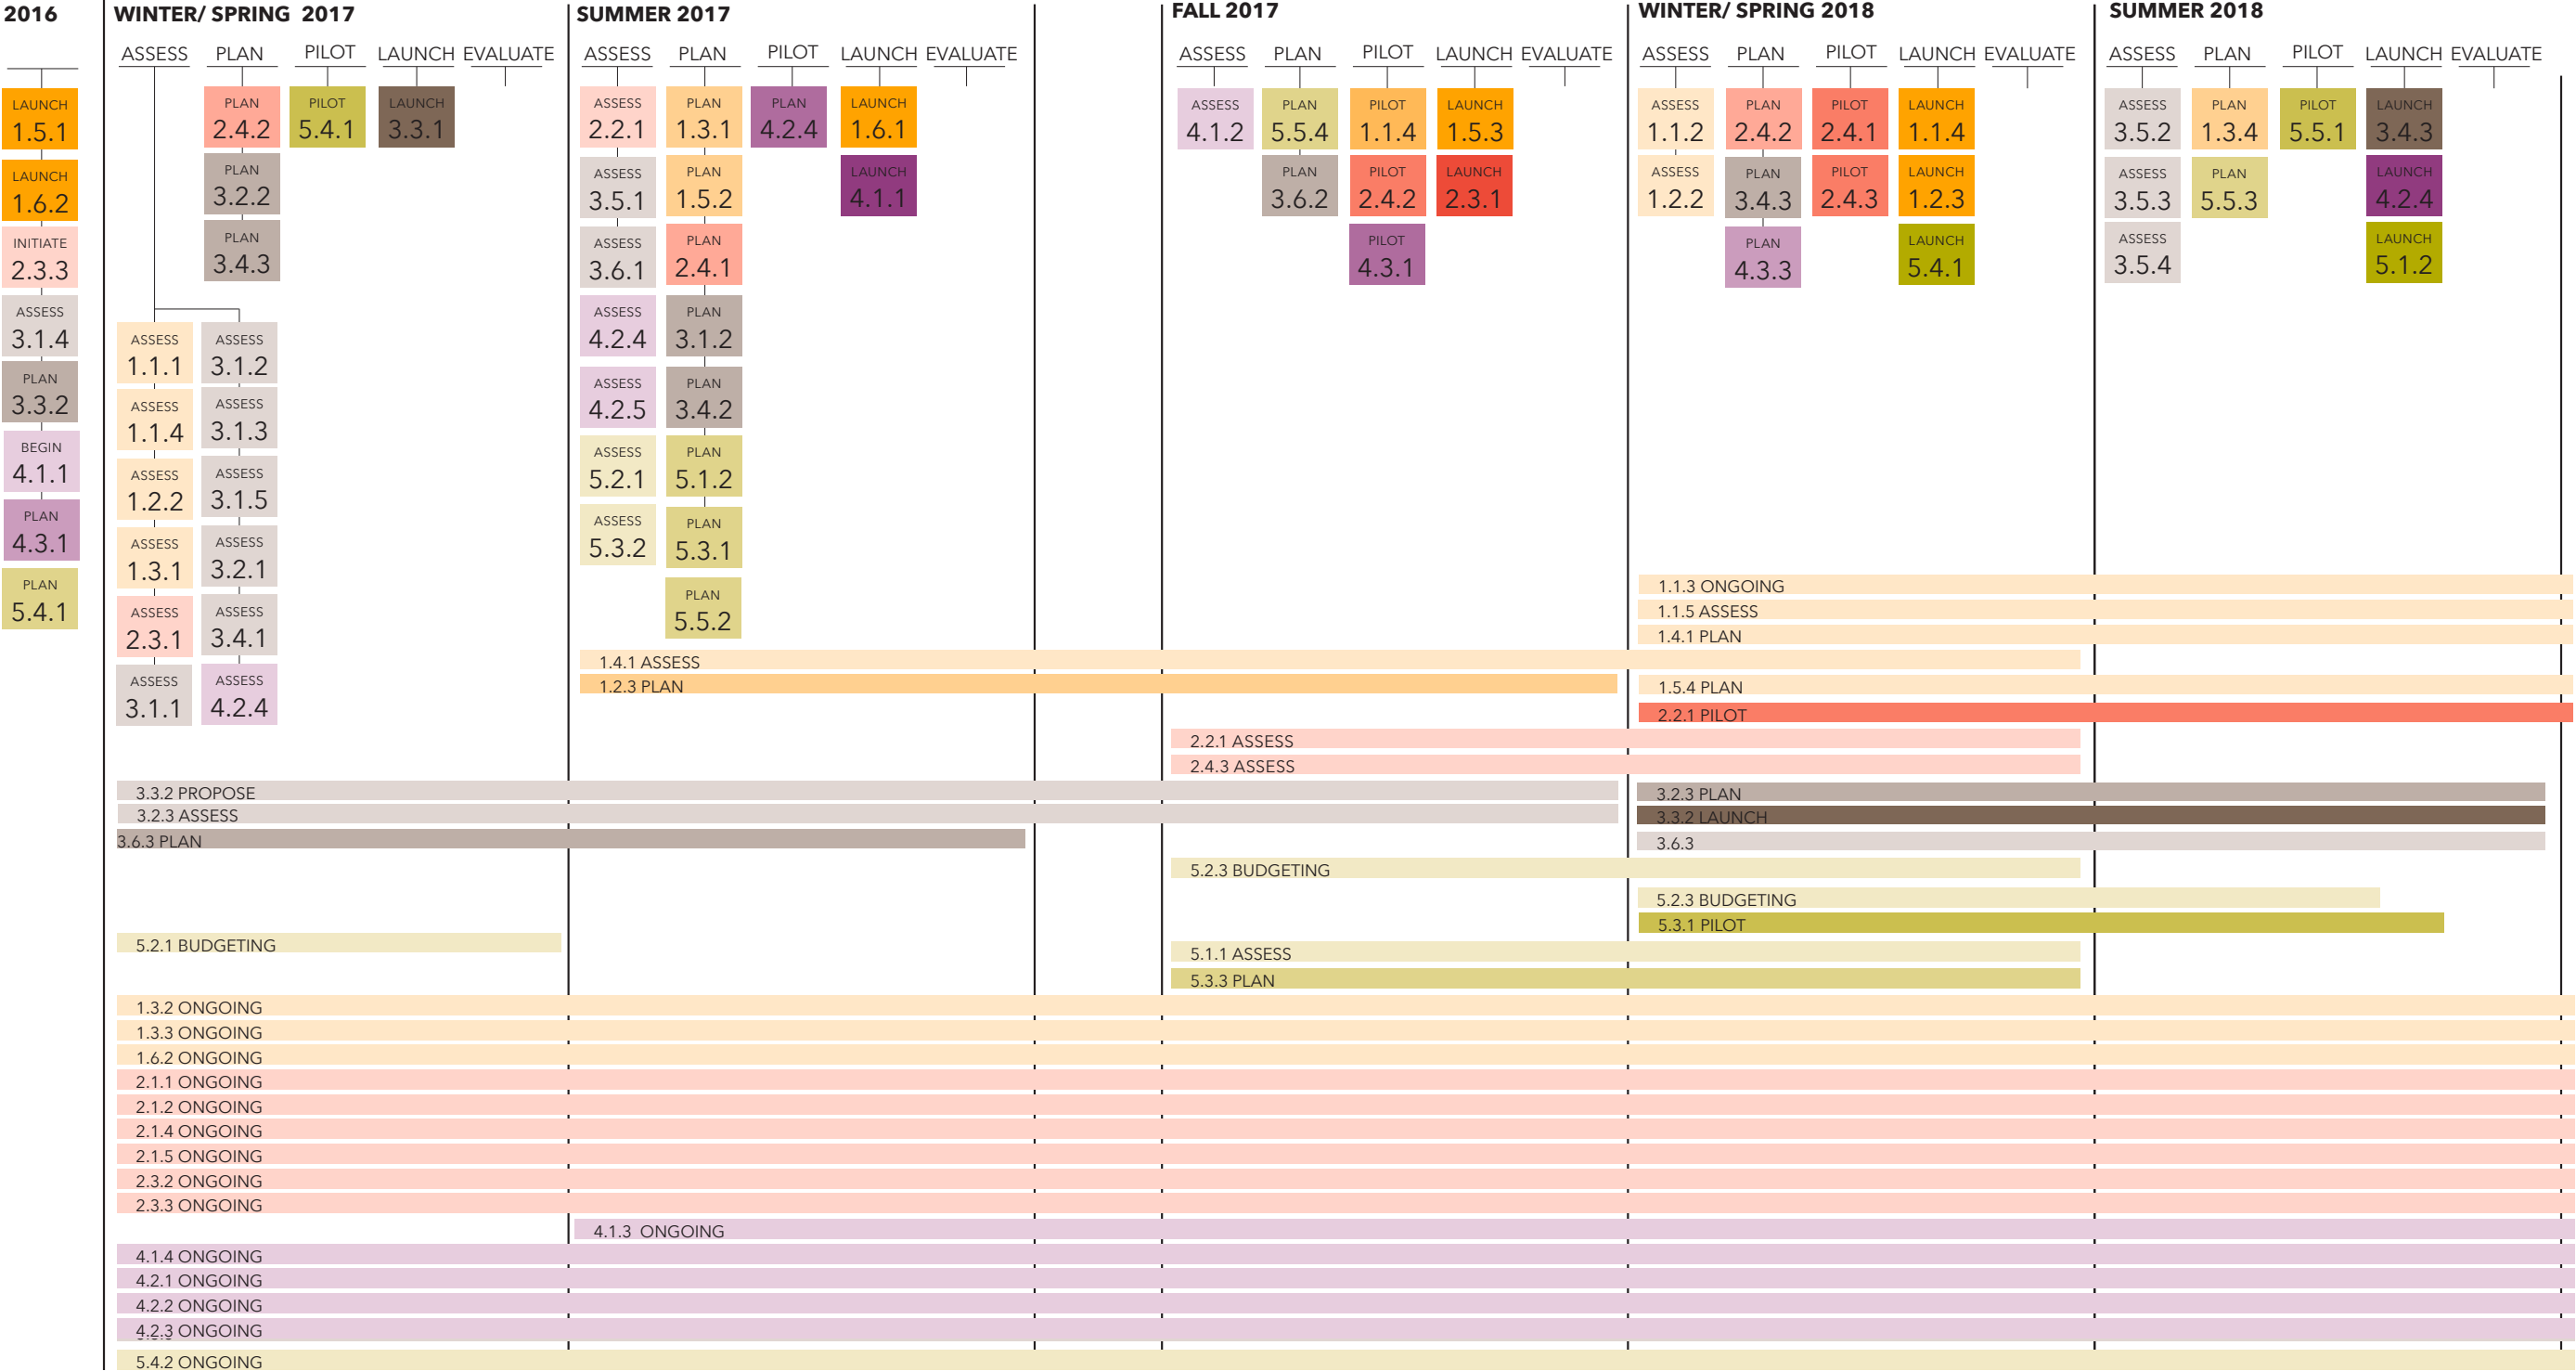 2016
LAUNCH
1.5.1
LAUNCH
1.6.2
INITIATE
2.3.3
ASSESS
3.1.4
PLAN
3.3.2
BEGIN
4.1.1
PLAN
4.3.1
PLAN
5.4.1
WINTER/ SPRING 2017
ASSESS PLAN PILOT LAUNCH EVALUATE
PLAN
2.4.2
PLAN
3.2.2
PLAN
3.4.3
PILOT
5.4.1
LAUNCH
3.3.1
ASSESS
1.1.1
ASSESS
1.1.4
ASSESS
1.2.2
ASSESS
1.3.1
ASSESS
2.3.1
ASSESS
3.1.1
ASSESS
3.1.2
ASSESS
3.1.3
ASSESS
3.1.5
ASSESS
3.2.1
ASSESS
3.4.1
ASSESS
4.2.4
SUMMER 2017
ASSESS PLAN PILOT LAUNCH EVALUATE
ASSESS
2.2.1
ASSESS
3.5.1
ASSESS
3.6.1
ASSESS
4.2.4
ASSESS
4.2.5
ASSESS
5.2.1
ASSESS
5.3.2
PLAN
1.3.1
PLAN
1.5.2
PLAN
2.4.1
PLAN
3.1.2
PLAN
3.4.2
PLAN
5.1.2
PLAN
5.3.1
PLAN
5.5.2
PLAN
4.2.4
LAUNCH
1.6.1
LAUNCH
4.1.1
FALL 2017
ASSESS PLAN PILOT LAUNCH EVALUATE
ASSESS
4.1.2
PLAN
5.5.4
PLAN
3.6.2
PILOT
1.1.4
PILOT
2.4.2
PILOT
4.3.1
LAUNCH
1.5.3
LAUNCH
2.3.1
WINTER/ SPRING 2018
ASSESS PLAN PILOT LAUNCH EVALUATE
ASSESS
1.1.2
ASSESS
1.2.2
PLAN
2.4.2
PLAN
3.4.3
PLAN
4.3.3
PILOT
2.4.1
PILOT
2.4.3
LAUNCH
1.1.4
LAUNCH
1.2.3
LAUNCH
5.4.1
SUMMER 2018
ASSESS PLAN PILOT LAUNCH EVALUATE
ASSESS
3.5.2
ASSESS
3.5.3
ASSESS
3.5.4
PLAN
1.3.4
PLAN
5.5.3
PILOT
5.5.1
LAUNCH
3.4.3
LAUNCH
4.2.4
LAUNCH
5.1.2
1.1.3 ONGOING
1.1.5 ASSESS
1.4.1 PLAN
1.4.1 ASSESS
1.2.3 PLAN
1.5.4 PLAN
2.2.1 PILOT
2.2.1 ASSESS
2.4.3 ASSESS
3.3.2 PROPOSE
3.2.3 PLAN
3.2.3 ASSESS
3.3.2 LAUNCH
3.6.3 PLAN
3.6.3
5.2.3 BUDGETING
5.2.3 BUDGETING
5.3.1 PILOT
5.2.1 BUDGETING
5.1.1 ASSESS
5.3.3 PLAN
1.3.2 ONGOING
1.3.3 ONGOING
1.6.2 ONGOING
2.1.1 ONGOING
2.1.2 ONGOING
2.1.4 ONGOING
2.1.5 ONGOING
2.3.2 ONGOING
2.3.3 ONGOING
4.1.3 ONGOING
4.1.4 ONGOING
4.2.1 ONGOING
4.2.2 ONGOING
4.2.3 ONGOING
5.4.2 ONGOING